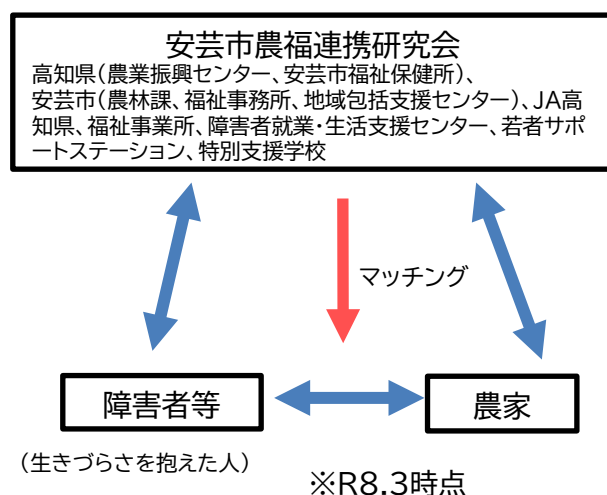 安芸市農福連携研究会
高知県（農業振興センター、安芸市福祉保健所）、
安芸市（農林課、福祉事務所、地域包括支援センター）、JA高
知県、福祉事業所、障害者就業・生活支援センター、若者サポ
ートステーション、特別支援学校
マッチング
障害者等
農家
（生きづらさを抱えた人）
※R8.3時点